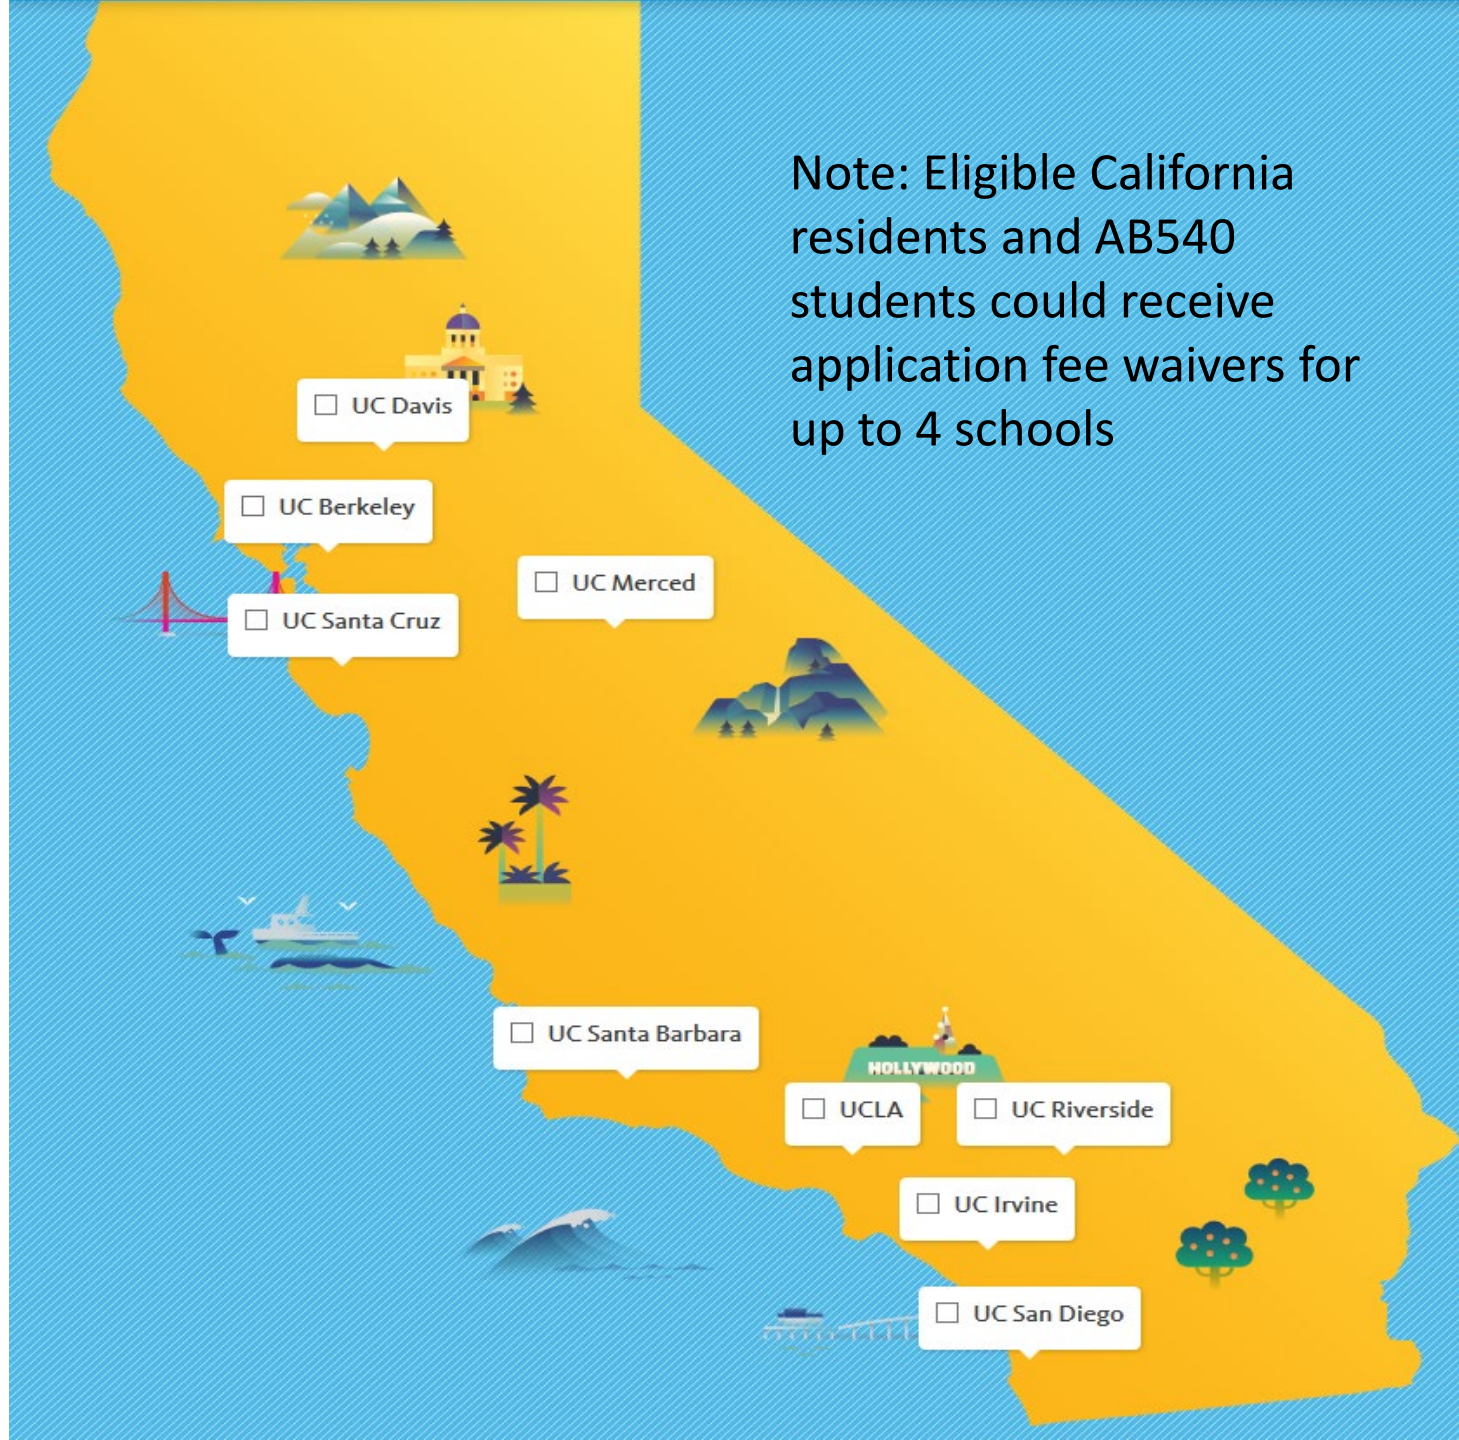 Note: Eligible California
residents and AB540
students could receive
application fee waivers for
up to 4 schools
UC Davis
UC Berkeley
UC Merced
UC Santa Cruz
UC Santa Barbara
HOLLYWOOD
UCLA
UC Riverside
UC Irvine
UC San Diego